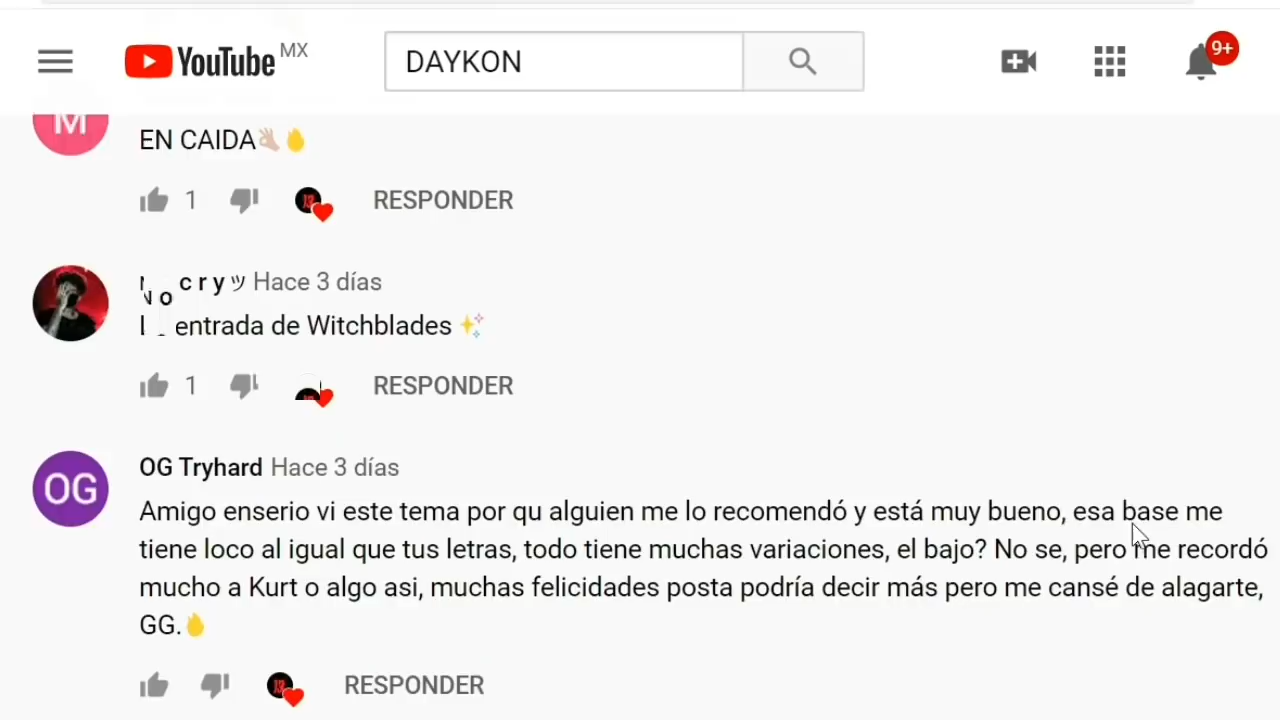 YouTube MX
DAYKON
9+
M
EN CAIDA👌🏻🔥
1
RESPONDER
N o c r y ツ Hace 3 días
entrada de Witchblades ✨
1
RESPONDER
OG
OG Tryhard Hace 3 días
Amigo enserio vi este tema por qu alguien me lo recomendó y está muy bueno, esa base me
tiene loco al igual que tus letras, todo tiene muchas variaciones, el bajo? No se, pero me recordó
mucho a Kurt o algo asi, muchas felicidades posta podría decir más pero me cansé de alagarte,
GG.🔥
13
RESPONDER